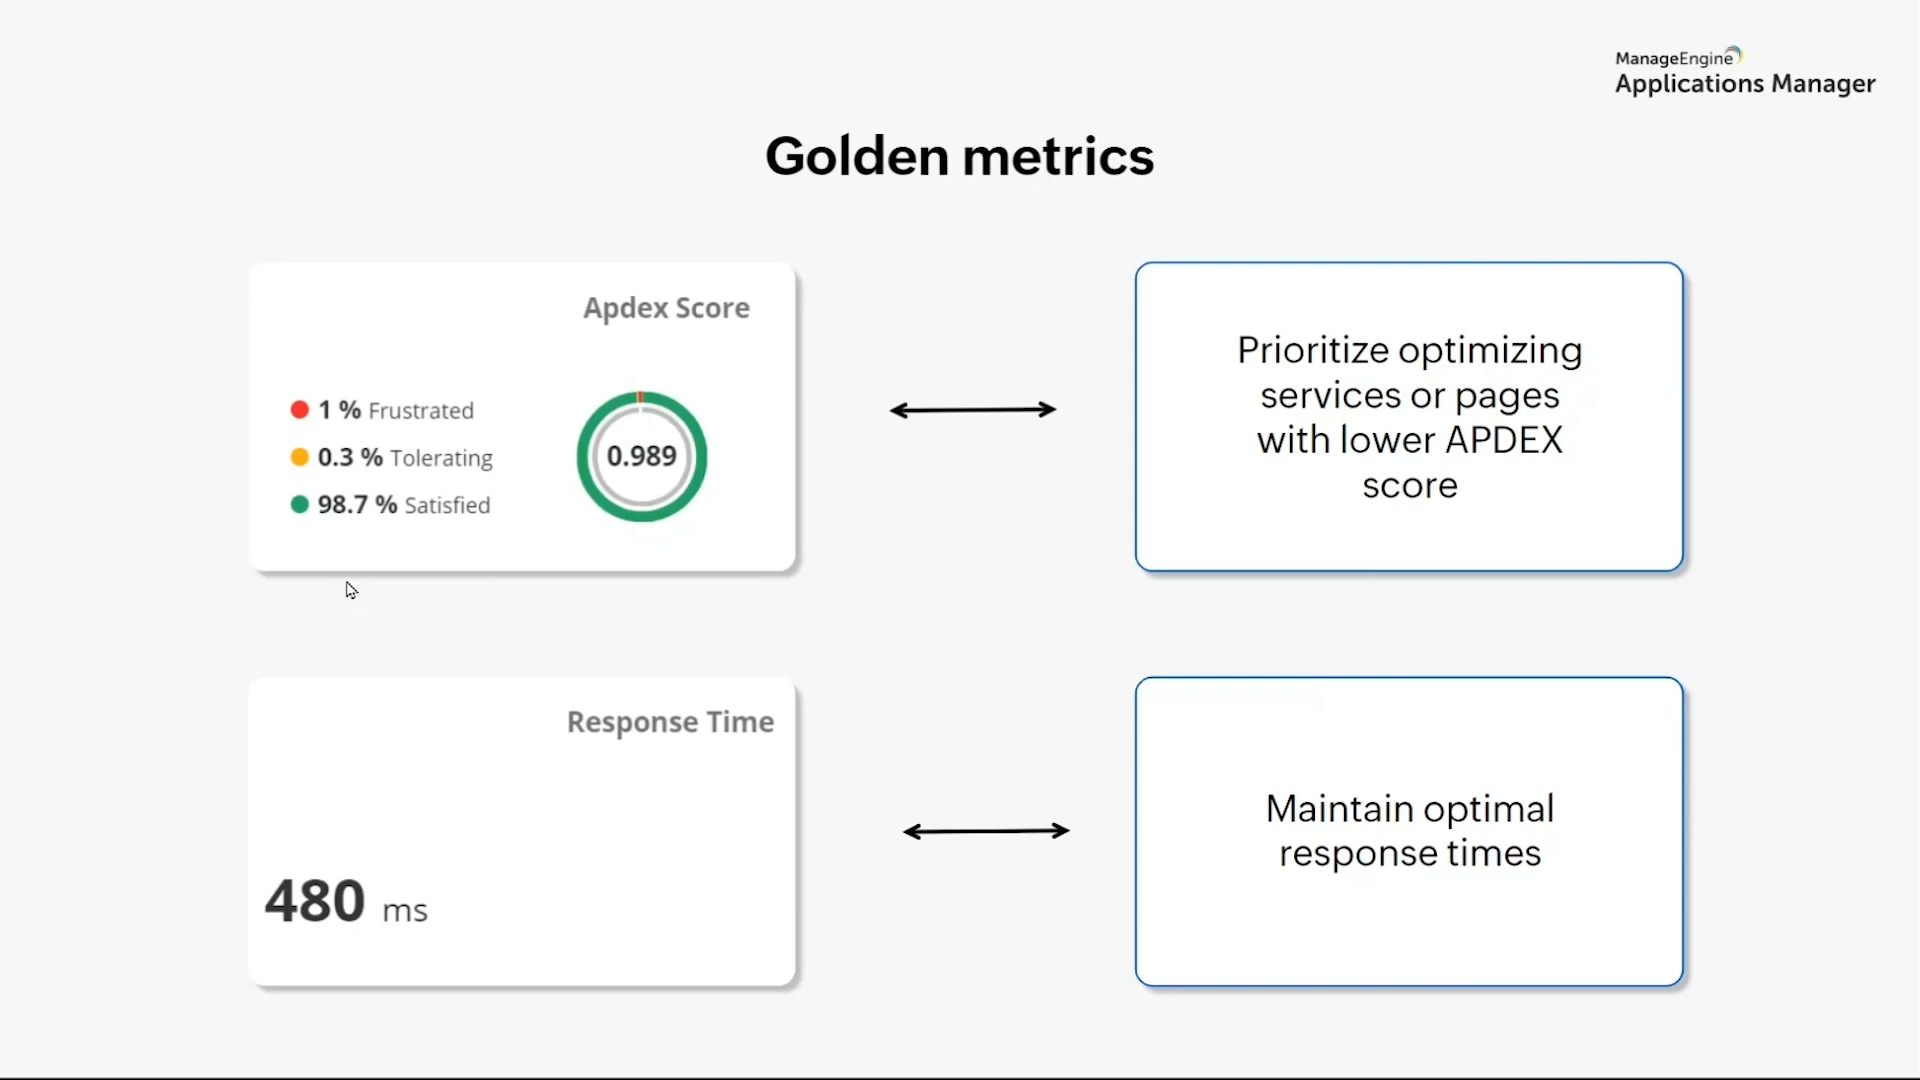 ManageEngine
Applications Manager
Golden metrics
Apdex Score
1 % Frustrated
0.3 % Tolerating
98.7 % Satisfied
0.989
Prioritize optimizing
services or pages
with lower APDEX
score
Response Time
480 ms
Maintain optimal
response times